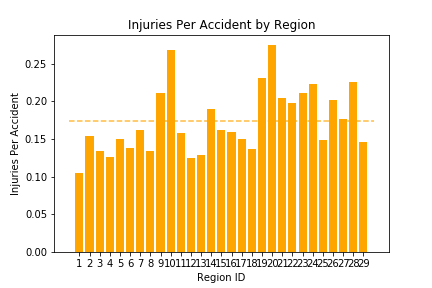 Injuries Per Accident by Region
Injuries Per Accident
0.25
0.20
0.15
0.10
0.05
0.00
1 2 3 4 5 6 7 8 9 10 11 12 13 14 15 16 17 18 19 20 21 22 23 24 25 26 27 28 29
Region ID